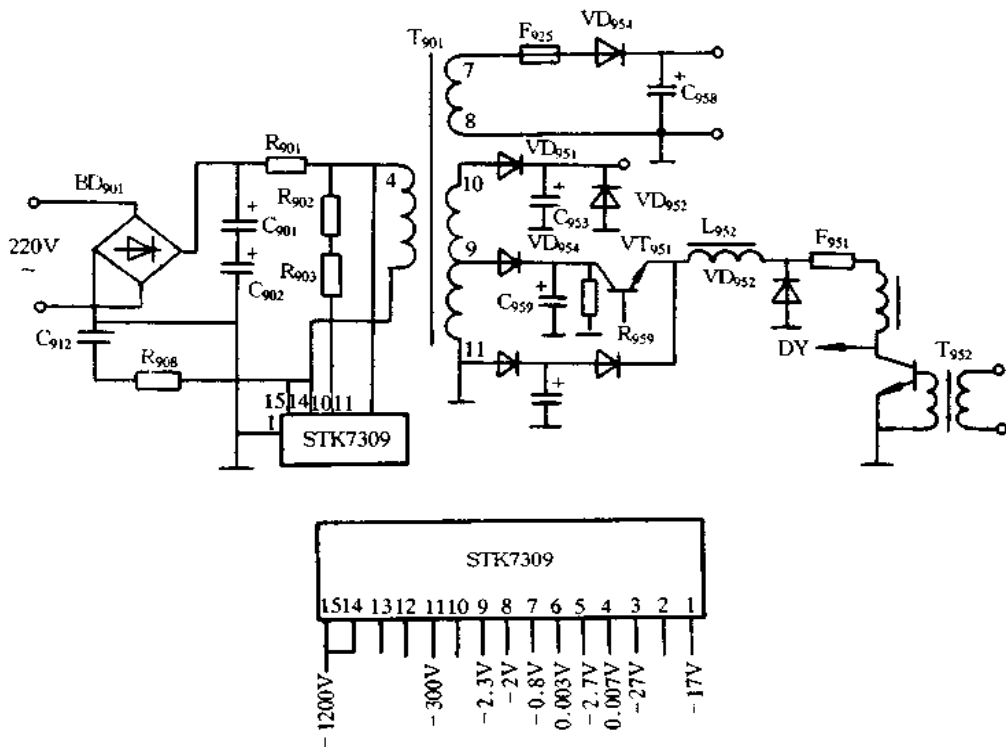 T901
F925
VD954
7
8
+
C958
BD901
220V
~
R901
R902
R903
+
C901
+
C902
C912
R908
4
15 14 10 11
1
STK7309
10
9
11
VD951
+
C953
VD952
VD954
+
C959
VT951
R959
+
L952
VD952
F951
DY
T952
STK7309
15 14 13 12 11 10 9 8 7 6 5 4 3 2 1
-1200V
-300V
-2.3V
-2V
-0.8V
0.003V
-2.7V
0.007V
-27V
-17V